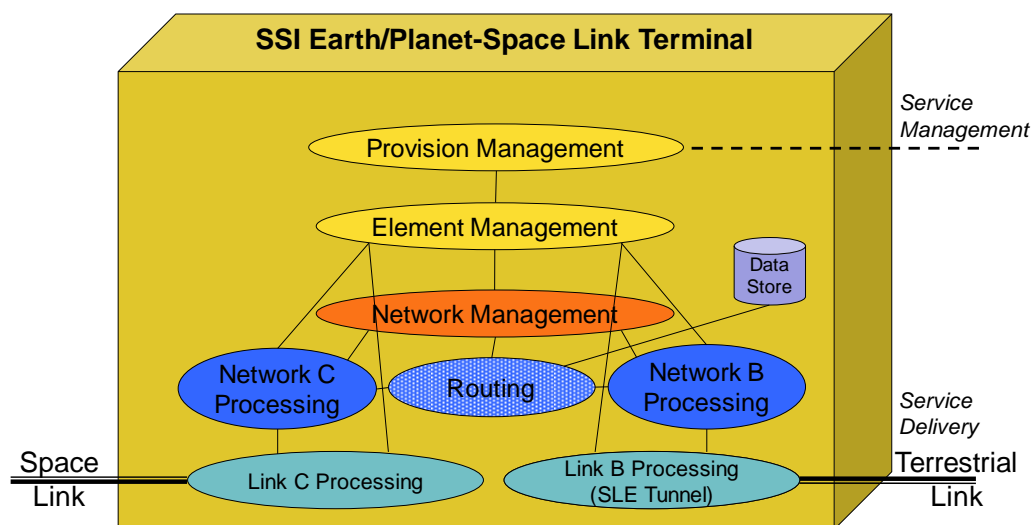 SSI Earth/Planet-Space Link Terminal
Service
Management
Provision Management
Element Management
Data
Store
Network Management
Network C
Processing
Routing
Network B
Processing
Service
Delivery
Space
Link
Link C Processing
Link B Processing
(SLE Tunnel)
Terrestrial
Link